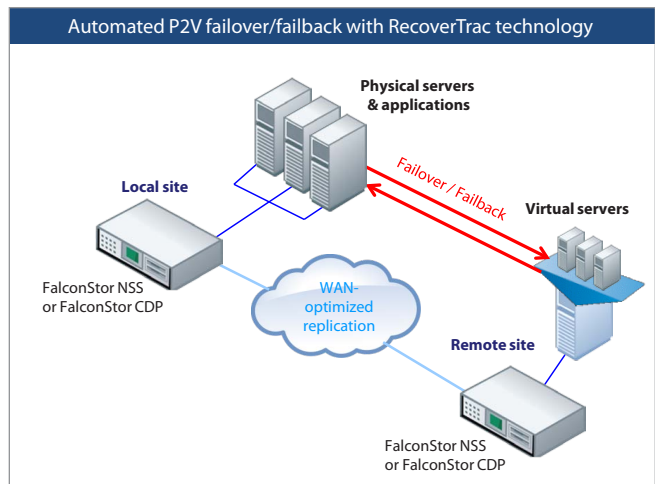 Automated P2V failover/failback with RecoverTrac technology
Physical servers
& applications
Failover / Failback
Local site
Virtual servers
FalconStor NSS
or FalconStor CDP
WAN-
optimized
replication
Remote site
FalconStor NSS
or FalconStor CDP